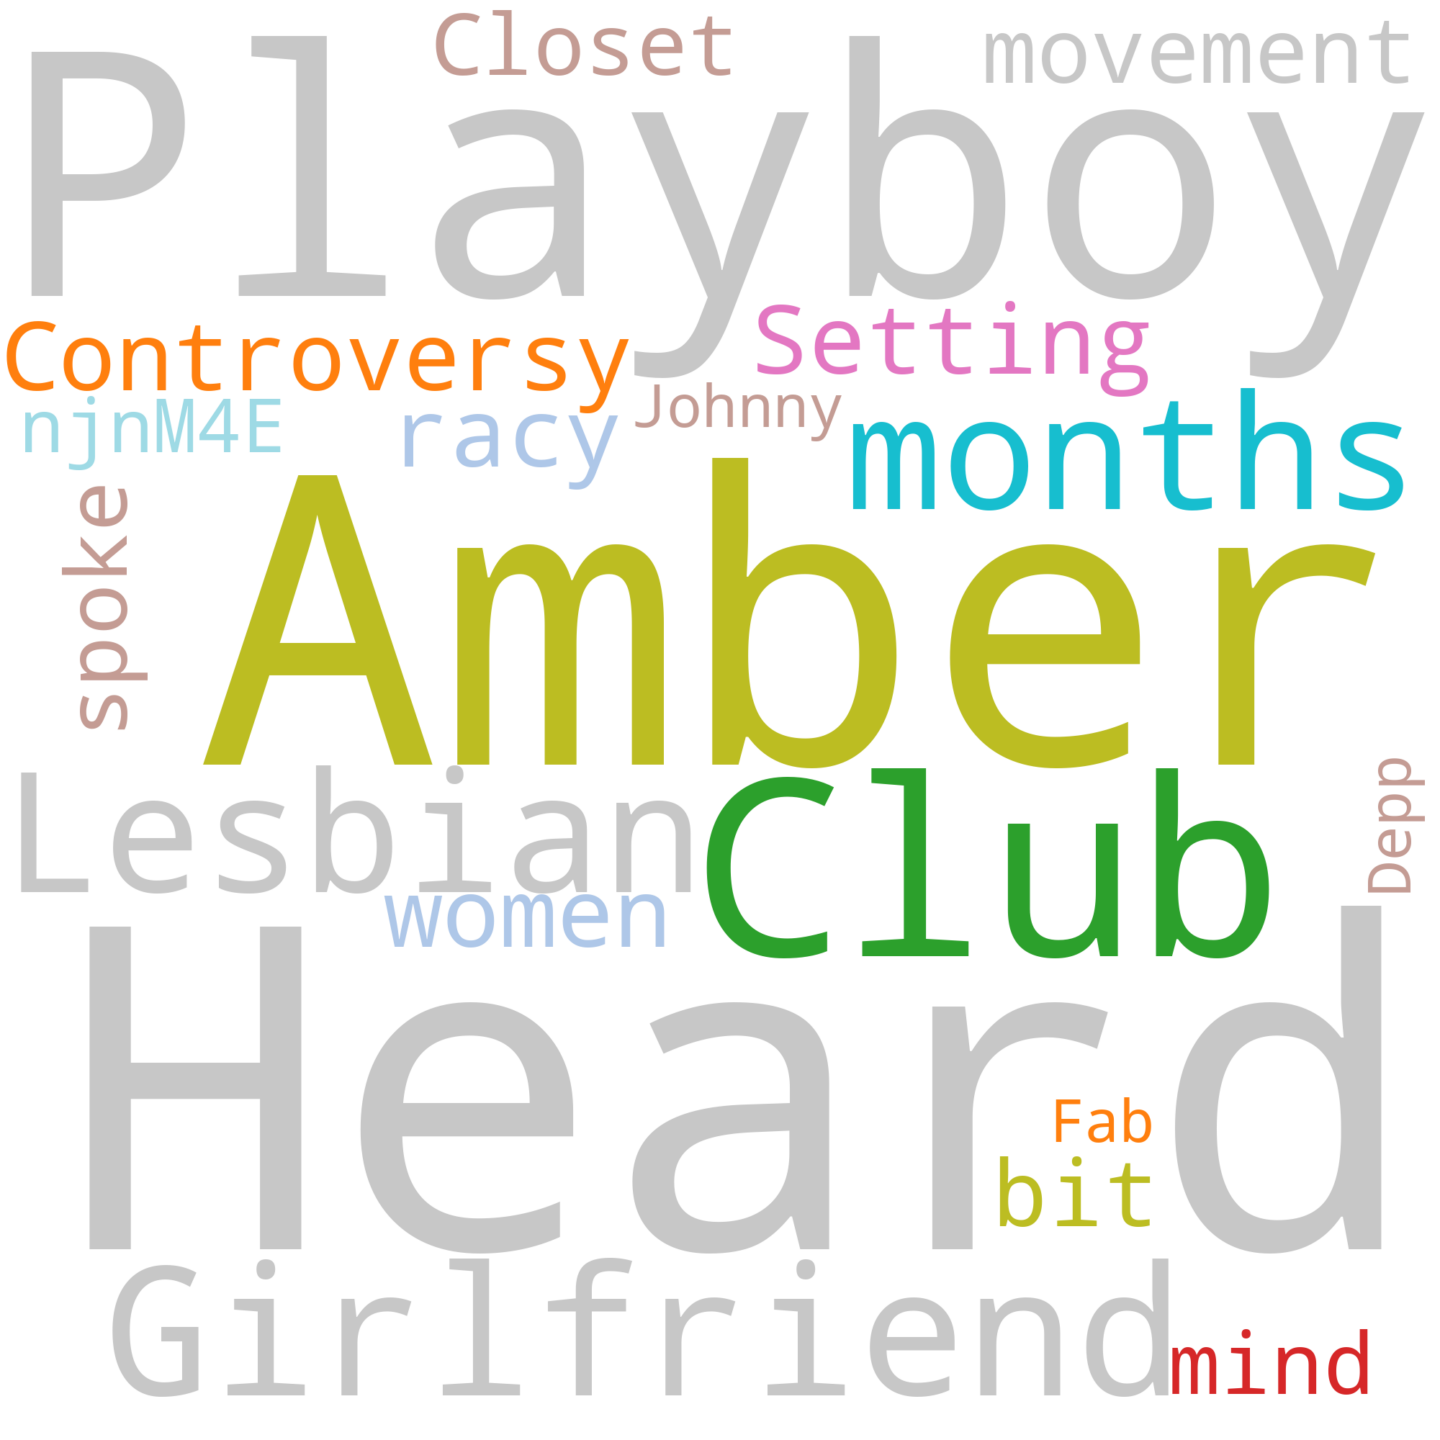 Closet
movement
Playboy
Controversy
Setting
njnM4E
racy
Johnny
months
spoke
Amber
Lesbian
Club
Depp
women
Heard
Fab
bit
Girlfriend
mind